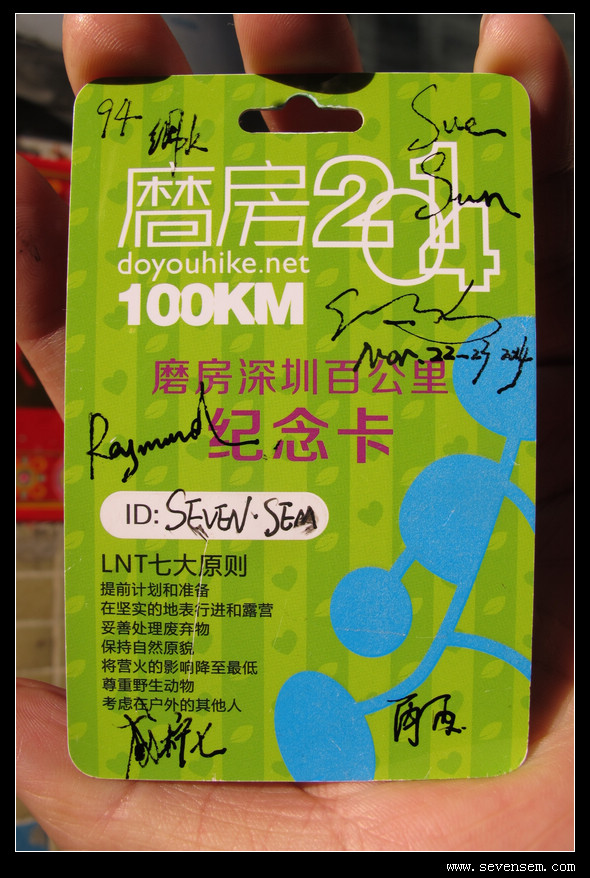 94
Sue
Sun
磨房2014
doyouhike.net
100KM
Mar. 22-23 2014
磨房深圳百公里
纪念卡
Raymond
ID: SEVEN·SEM
LNT七大原则
提前计划和准备
在坚实的地表行进和露营
妥善处理废弃物
保持自然原貌
将营火的影响降至最低
尊重野生动物
考虑在户外的其他人
www.sevensem.com